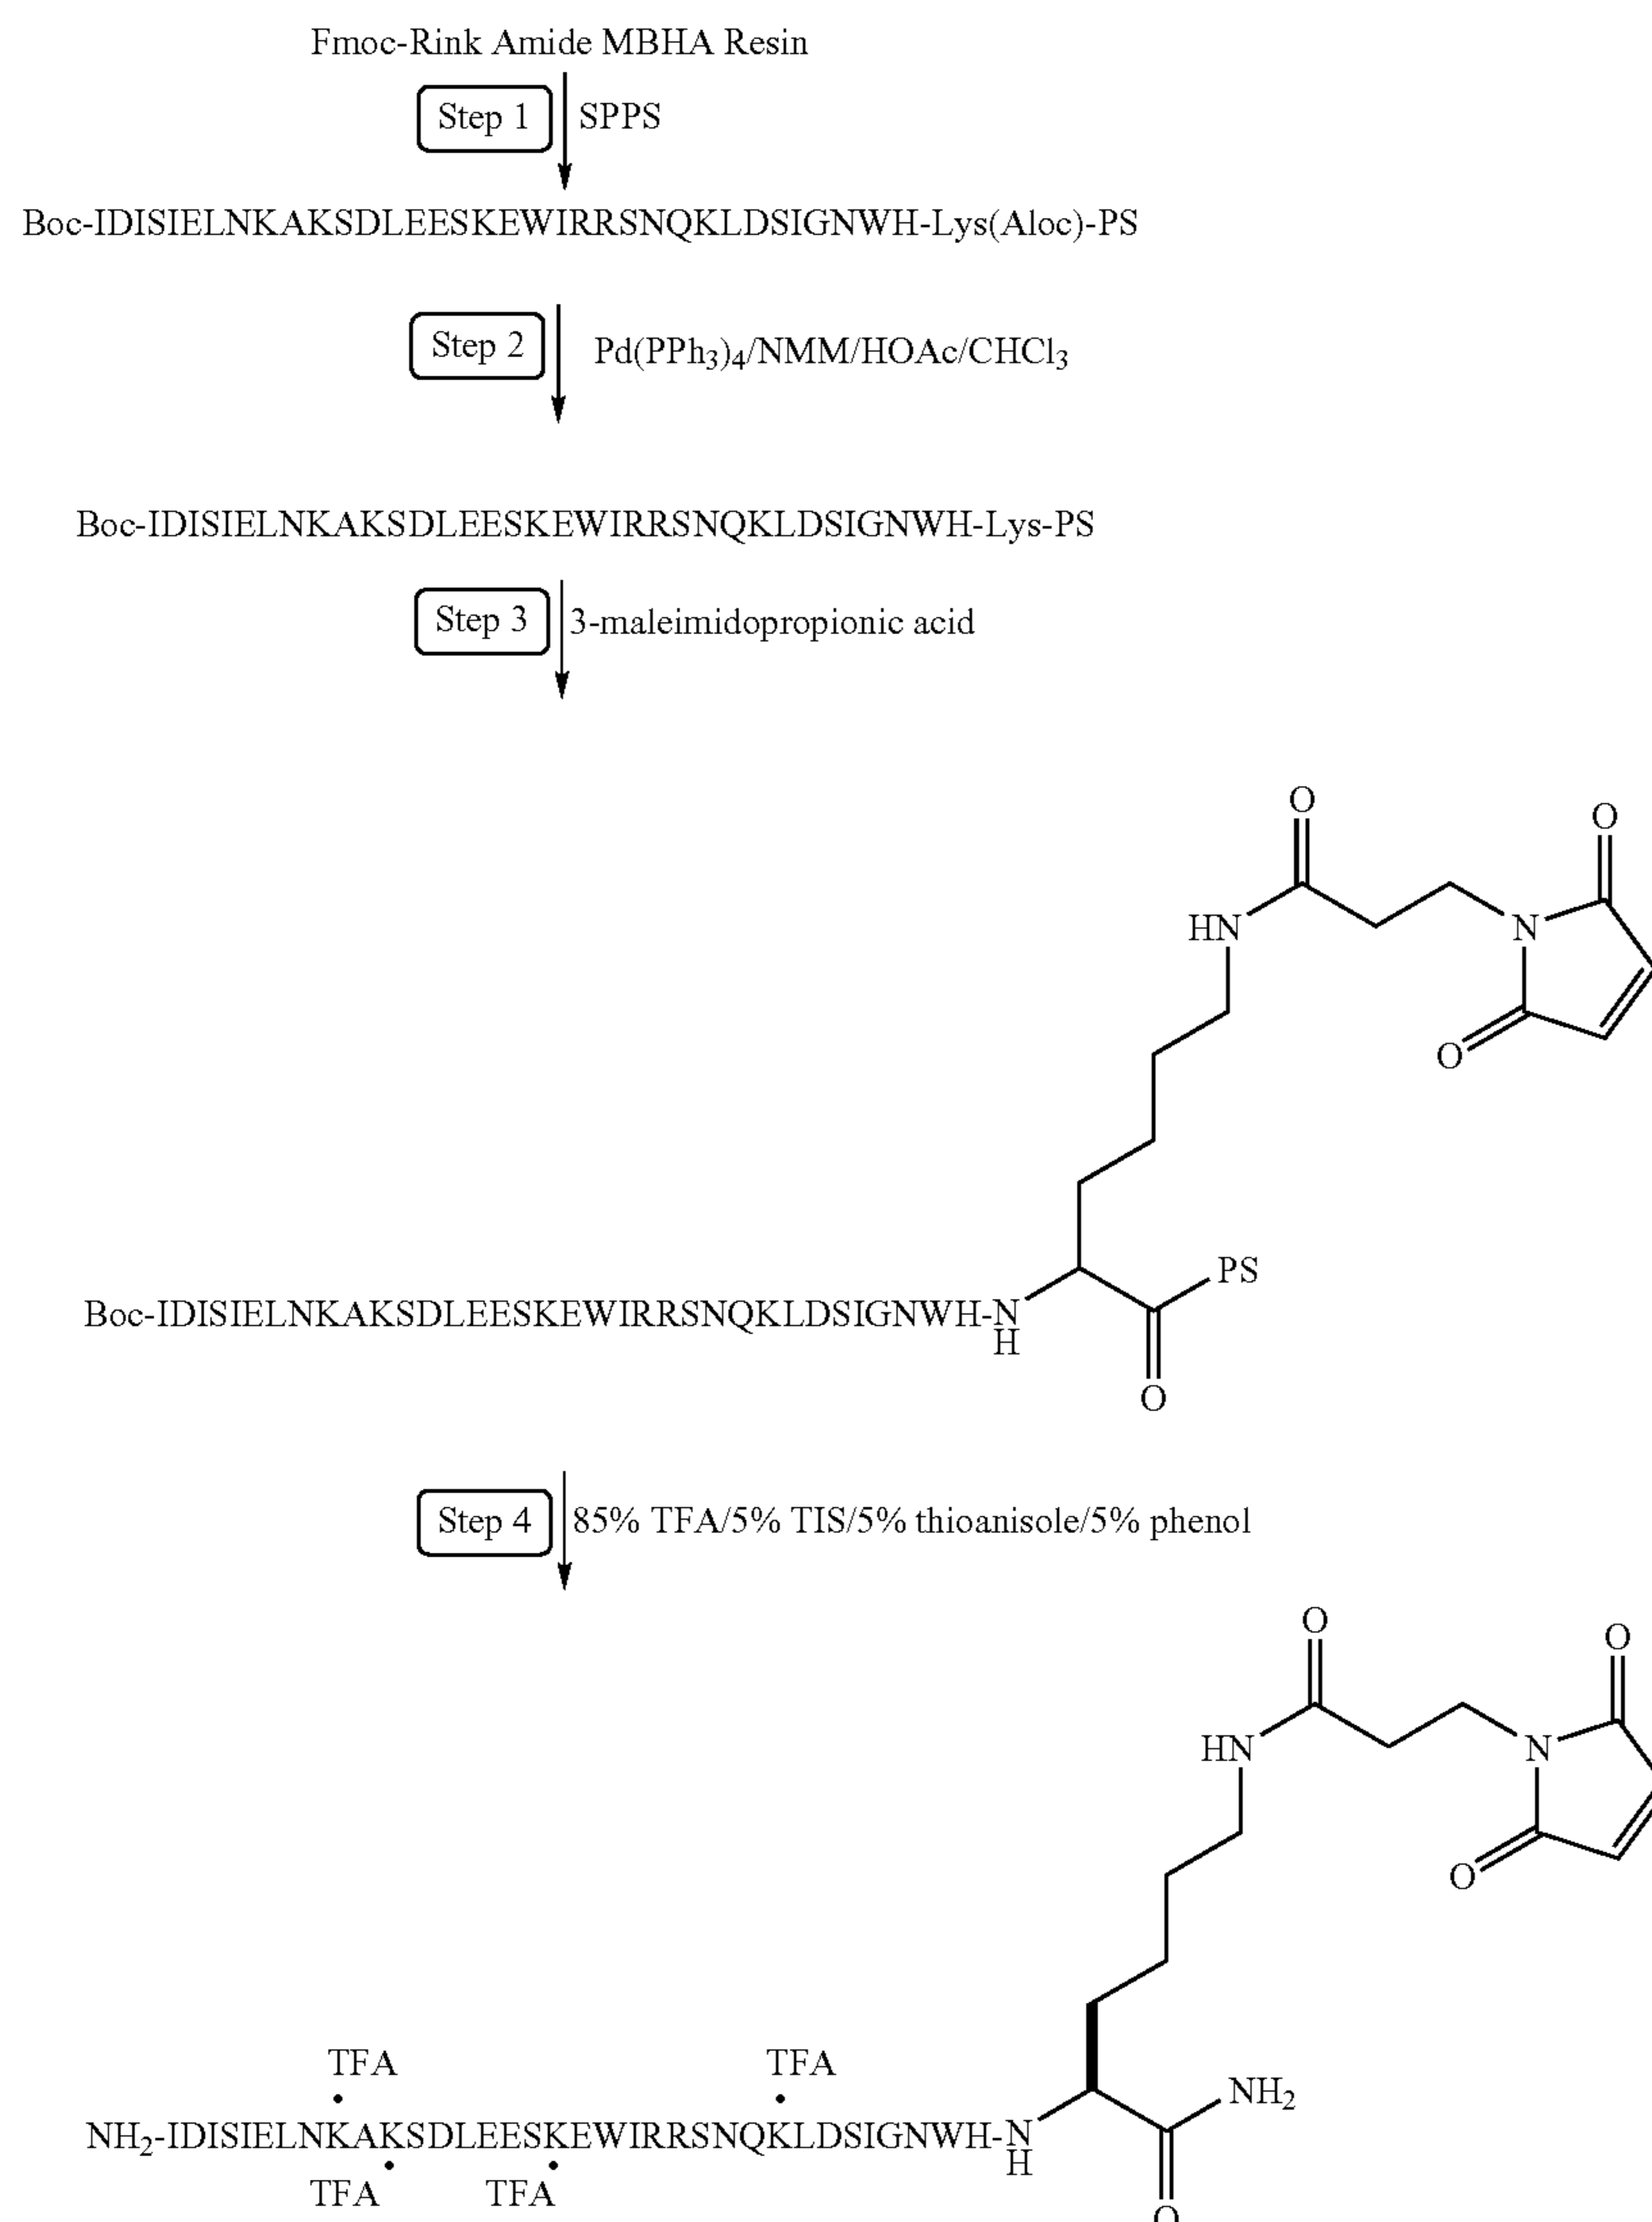 Fmoc-Rink Amide MBHA Resin
Step 1
SPPS
Boc-IDISIELNKAKSDLEESKEWIRRSNQKLDSIGNWH-Lys(Aloc)-PS
Step 2
Pd(PPh3)4/NMM/HOAc/CHCl3
Boc-IDISIELNKAKSDLEESKEWIRRSNQKLDSIGNWH-Lys-PS
Step 3
3-maleimidopropionic acid
O
O
HN
N
O
PS
Boc-IDISIELNKAKSDLEESKEWIRRSNQKLDSIGNWH-N
H
O
Step 4
85% TFA/5% TIS/5% thioanisole/5% phenol
O
O
HN
N
O
TFA TFA
NH2
NH2-IDISIELNKAKSDLEESKEWIRRSNQKLDSIGNWH-N
H
TFA TFA
O